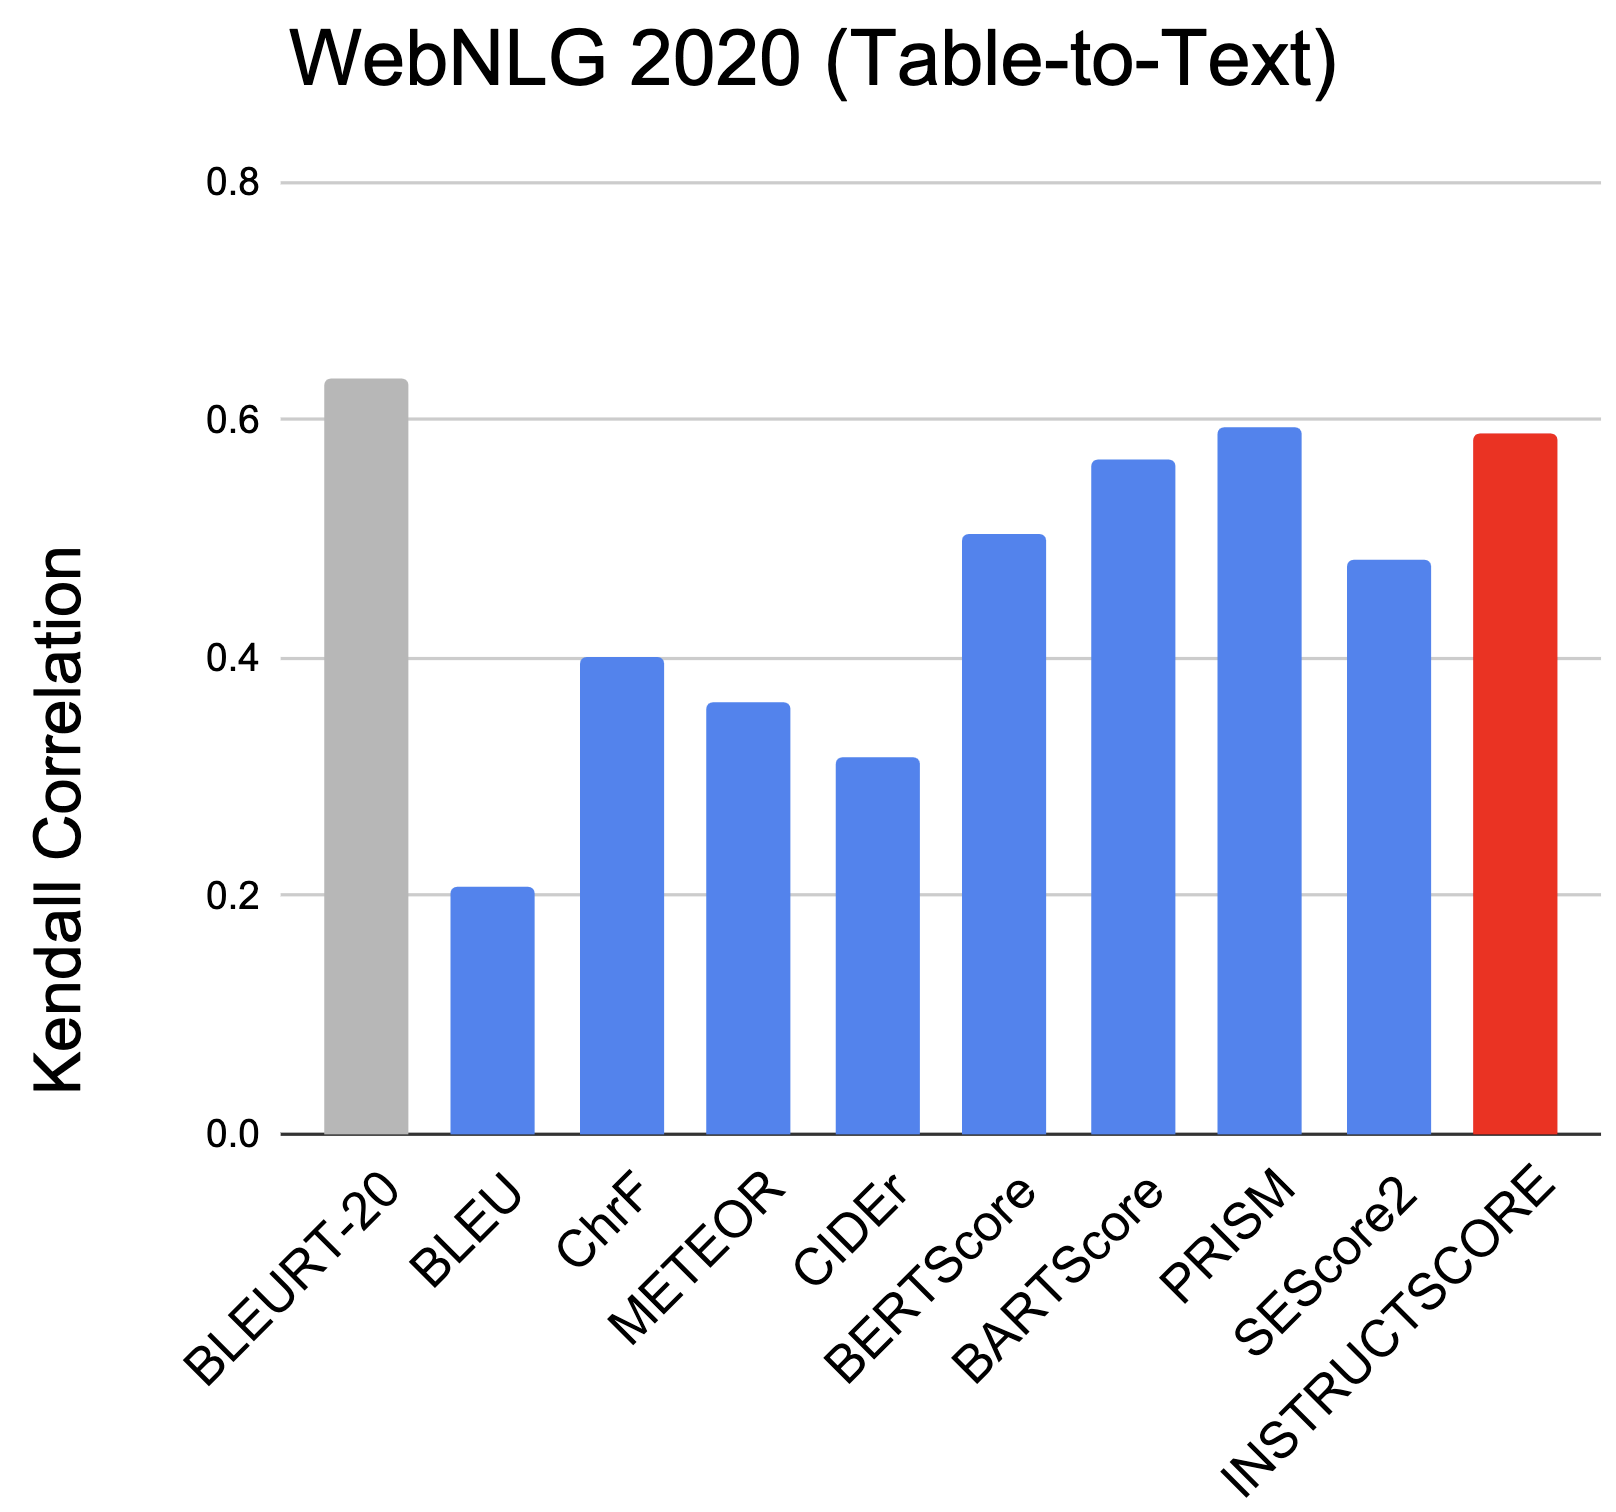 WebNLG 2020 (Table-to-Text)
Kendall Correlation
0.8
0.6
0.4
0.2
0.0
BLEURT-20
BLEU
ChrF
METEOR
CIDEr
BERTScore
BARTScore
PRISM
SEScore2
INSTRUCTSCORE